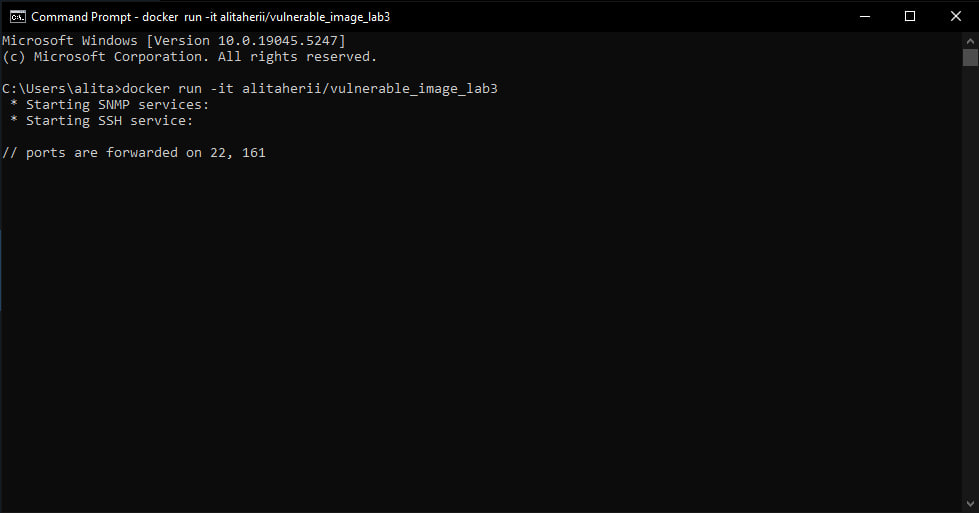 Command Prompt - docker run -it alitaherii/vulnerable_image_lab3
Microsoft Windows [Version 10.0.19045.5247]
(c) Microsoft Corporation. All rights reserved.
C:\Users\alita>docker run -it alitaherii/vulnerable_image_lab3
* Starting SNMP services:
* Starting SSH service:
// ports are forwarded on 22, 161